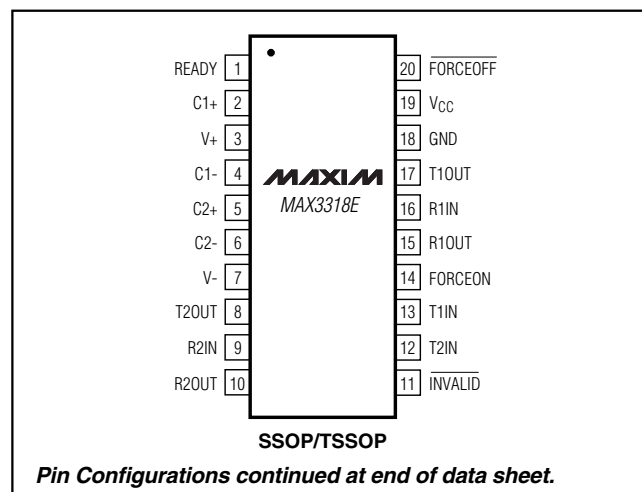 READY 1
C1+ 2
V+ 3
C1- 4
C2+ 5
C2- 6
V- 7
T2OUT 8
R2IN 9
R2OUT 10
MAXIM
MAX3318E
20 FORCEOFF
19 VCC
18 GND
17 T1OUT
16 R1IN
15 R1OUT
14 FORCEON
13 T1IN
12 T2IN
11 INVALID
SSOP/TSSOP
Pin Configurations continued at end of data sheet.